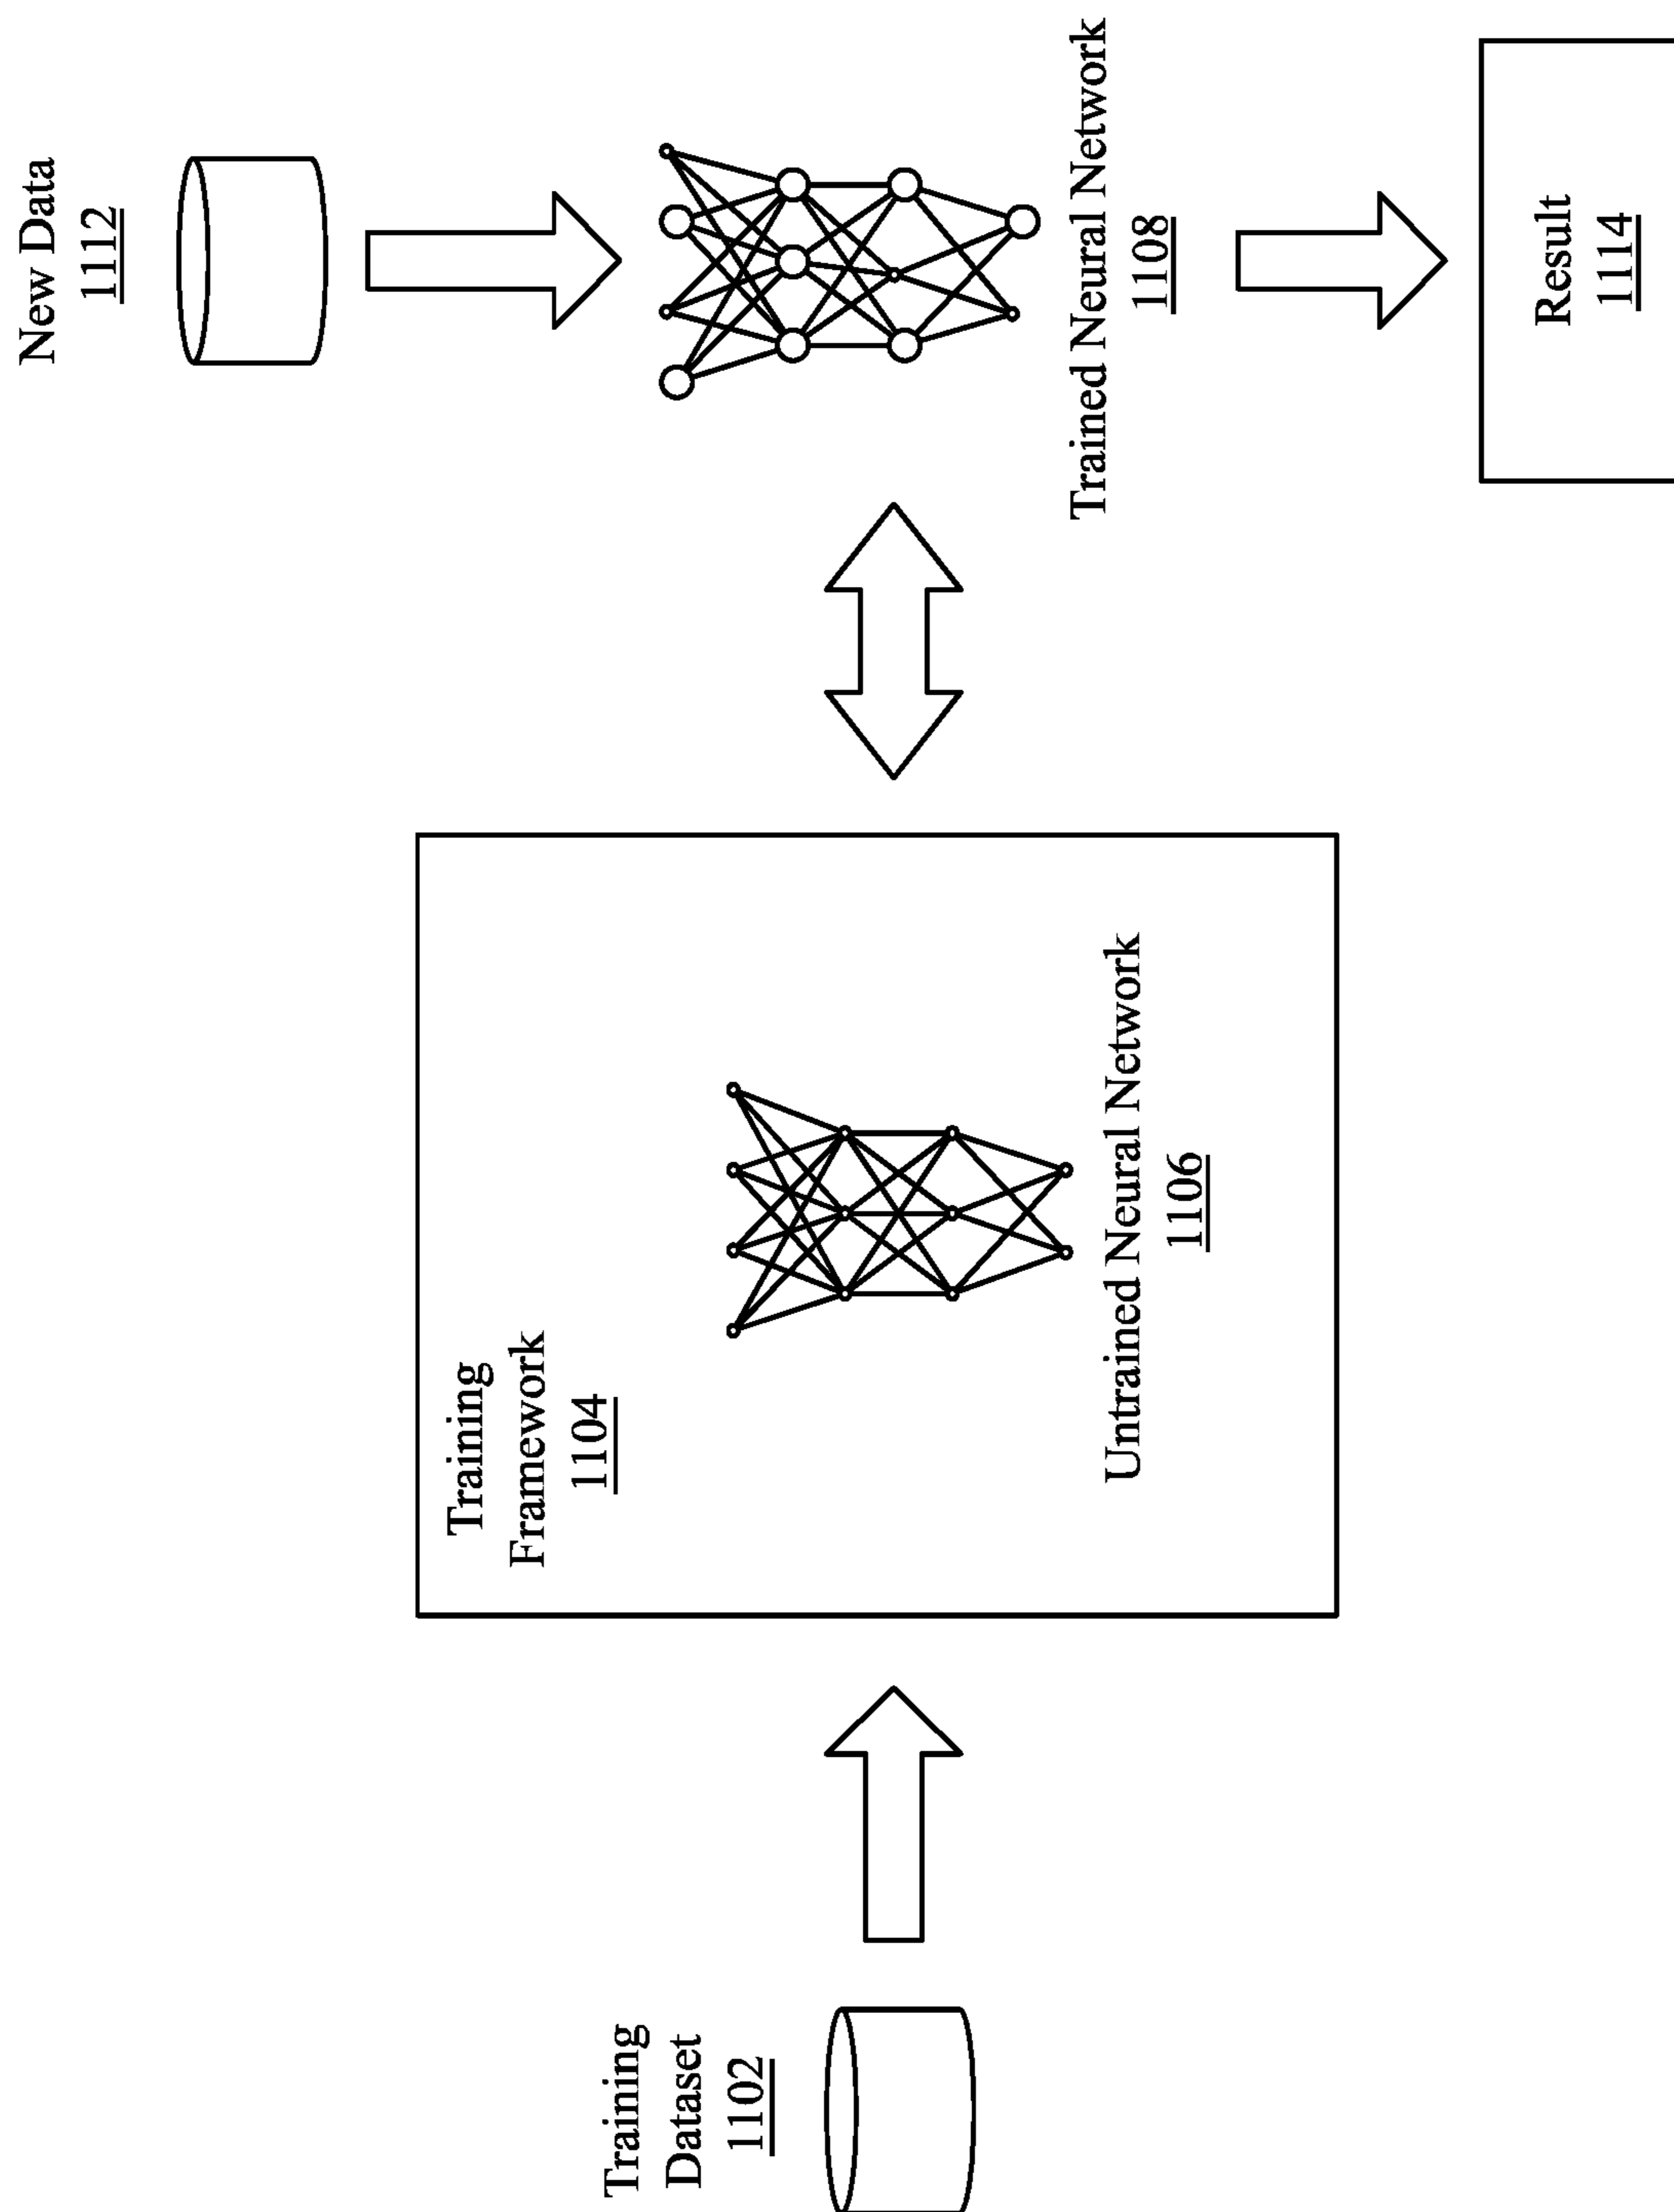 Training
Dataset
1102
Training
Framework
1104
Untrained Neural Network
1106
New Data
1112
Trained Neural Network
1108
Result
1114